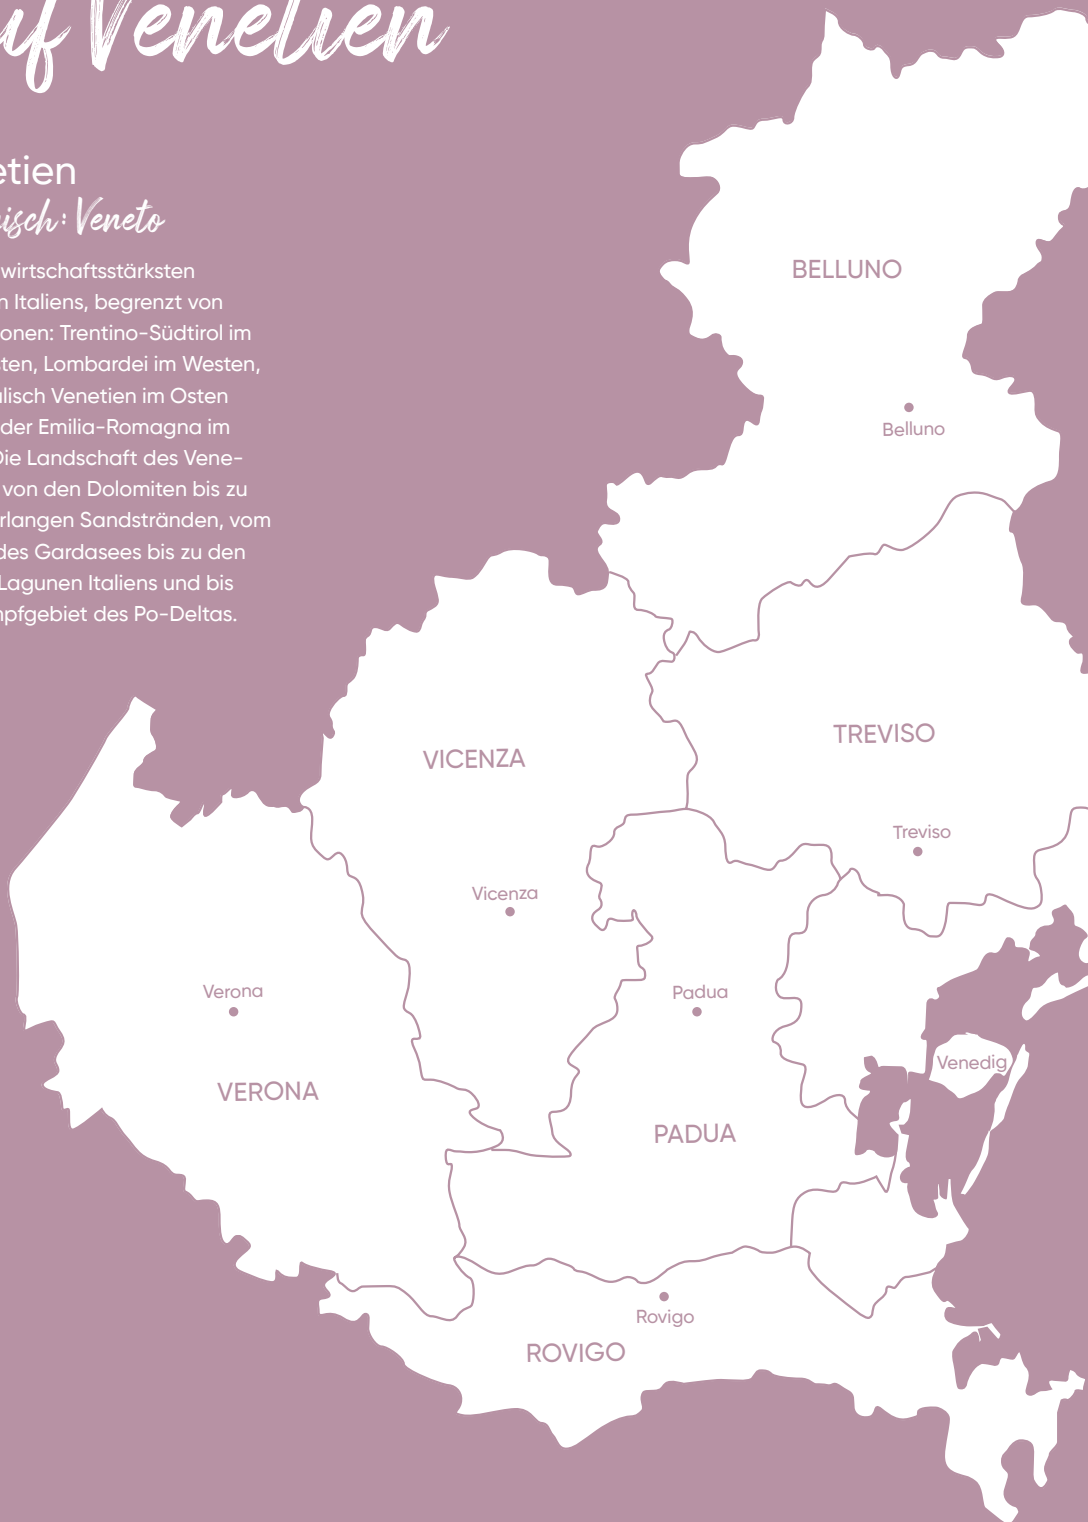 uf Venetien
etien
nisch: Veneto
wirtschaftsstärksten
n Italiens, begrenzt von
onen: Trentino-Südtirol im
sten, Lombardei im Westen,
lisch Venetien im Osten
der Emilia-Romagna im
Die Landschaft des Vene-
von den Dolomiten bis zu
rlangen Sandstränden, vom
des Gardasees bis zu den
Lagunen Italiens und bis
mpfgebiet des Po-Deltas.
BELLUNO
Belluno
TREVISO
VICENZA
Treviso
Vicenza
Verona
Padua
Venedig
VERONA
PADUA
Rovigo
ROVIGO